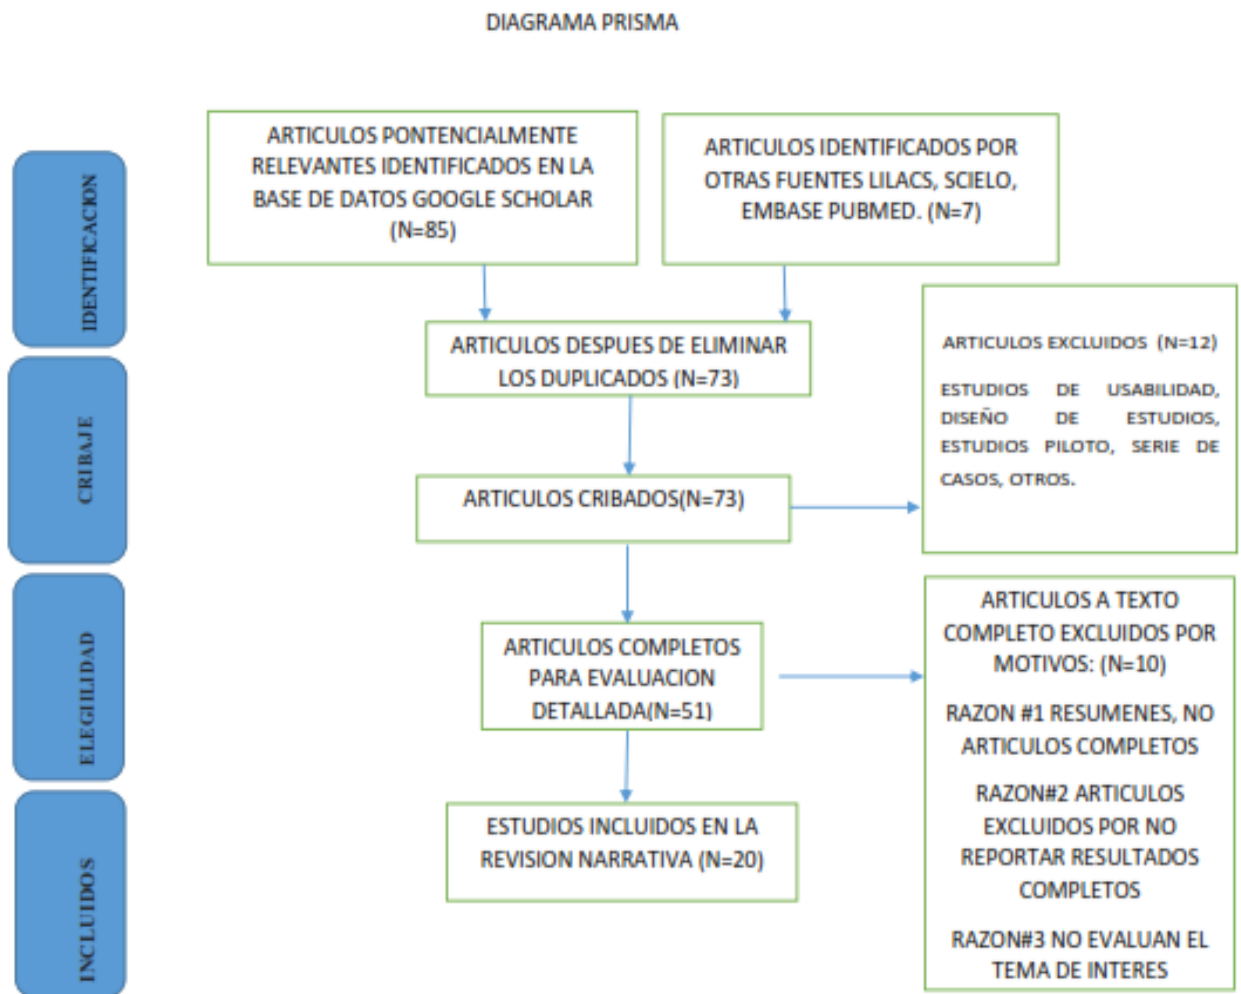 DIAGRAMA PRISMA
IDENTIFICACION
ARTICULOS PONTENCIALMENTE
RELEVANTES IDENTIFICADOS EN LA
BASE DE DATOS GOOGLE SCHOLAR
(N=85)
ARTICULOS IDENTIFICADOS POR
OTRAS FUENTES LILACS, SCIELO,
EMBASE PUBMED. (N=7)
ARTICULOS DESPUES DE ELIMINAR
LOS DUPLICADOS (N=73)
CRIBAJE
ARTICULOS CRIBADOS(N=73)
ARTICULOS EXCLUIDOS (N=12)
ESTUDIOS DE USABILIDAD,
DISEÑO DE ESTUDIOS,
ESTUDIOS PILOTO, SERIE DE
CASOS, OTROS.
ELEGIILIDAD
ARTICULOS COMPLETOS
PARA EVALUACION
DETALLADA(N=51)
ARTICULOS A TEXTO
COMPLETO EXCLUIDOS POR
MOTIVOS: (N=10)
RAZON #1 RESUMENES, NO
ARTICULOS COMPLETOS
RAZON#2 ARTICULOS
EXCLUIDOS POR NO
REPORTAR RESULTADOS
COMPLETOS
RAZON#3 NO EVALUAN EL
TEMA DE INTERES
INCLUIDOS
ESTUDIOS INCLUIDOS EN LA
REVISION NARRATIVA (N=20)